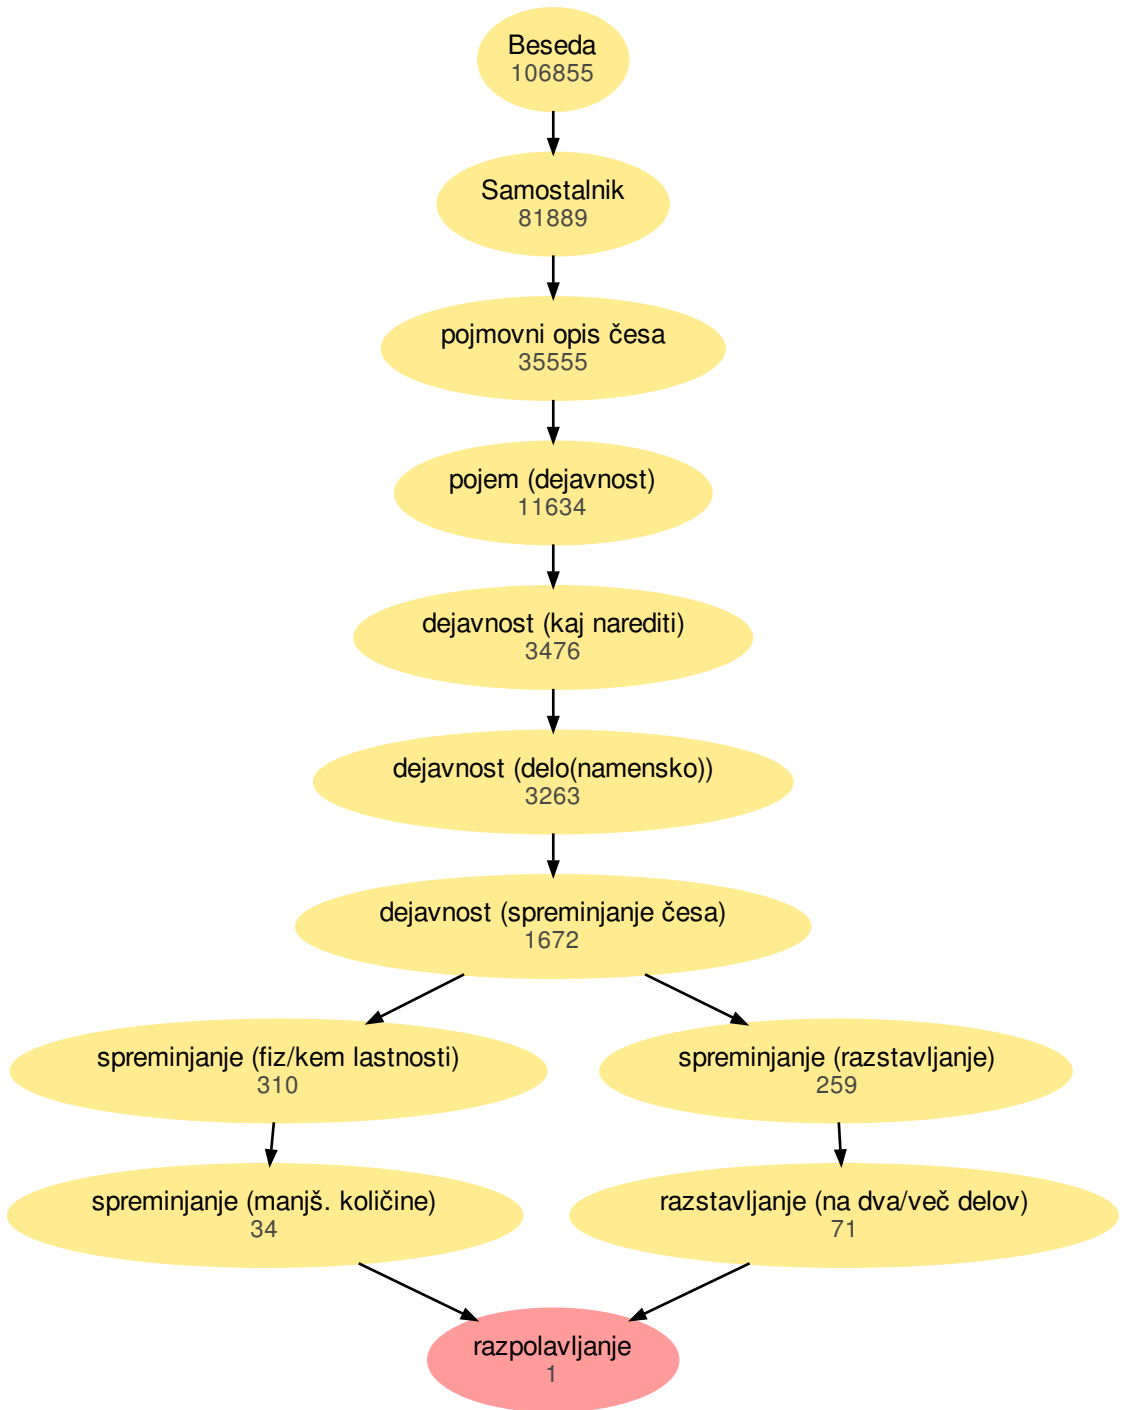 Beseda
106855
Samostalnik
81889
pojmovni opis česa
35555
pojem (dejavnost)
11634
dejavnost (kaj narediti)
3476
dejavnost (delo(namensko))
3263
dejavnost (spreminjanje česa)
1672
spreminjanje (fiz/kem lastnosti)
310
spreminjanje (razstavljanje)
259
spreminjanje (manjš. količine)
34
razstavljanje (na dva/več delov)
71
razpolavljanje
1